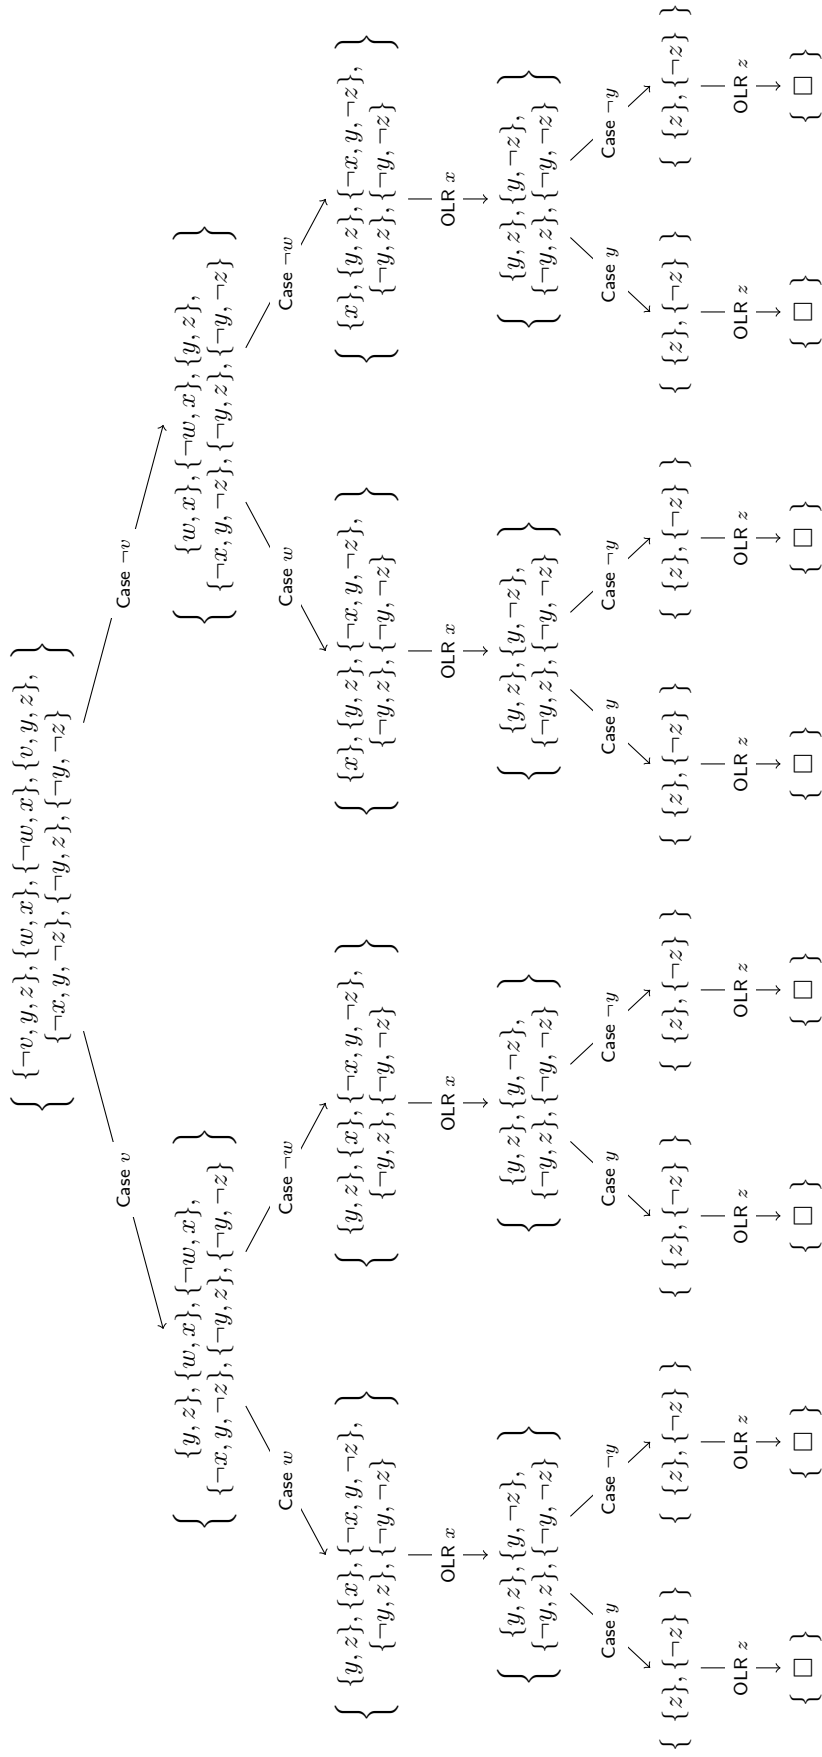 { {¬v, y, z}, {w, x}, {¬w, x}, {v, y, z},
{¬x, y, ¬z}, {¬y, z}, {¬y, ¬z} }
Case v
Case ¬v
{ {y, z}, {w, x}, {¬w, x},
{¬x, y, ¬z}, {¬y, z}, {¬y, ¬z} }
{ {w, x}, {¬w, x}, {y, z},
{¬x, y, ¬z}, {¬y, z}, {¬y, ¬z} }
Case w
Case ¬w
Case w
Case ¬w
{ {y, z}, {x}, {¬x, y, ¬z},
{¬y, z}, {¬y, ¬z} }
{ {y, z}, {x}, {¬x, y, ¬z},
{¬y, z}, {¬y, ¬z} }
{ {x}, {y, z}, {¬x, y, ¬z},
{¬y, z}, {¬y, ¬z} }
{ {x}, {y, z}, {¬x, y, ¬z},
{¬y, z}, {¬y, ¬z} }
OLR x
OLR x
OLR x
OLR x
{ {y, z}, {y, ¬z},
{¬y, z}, {¬y, ¬z} }
{ {y, z}, {y, ¬z},
{¬y, z}, {¬y, ¬z} }
{ {y, z}, {y, ¬z},
{¬y, z}, {¬y, ¬z} }
{ {y, z}, {y, ¬z},
{¬y, z}, {¬y, ¬z} }
Case y
Case ¬y
Case y
Case ¬y
Case y
Case ¬y
Case y
Case ¬y
{ {z}, {¬z} }
{ {z}, {¬z} }
{ {z}, {¬z} }
{ {z}, {¬z} }
{ {z}, {¬z} }
{ {z}, {¬z} }
{ {z}, {¬z} }
{ {z}, {¬z} }
OLR z
OLR z
OLR z
OLR z
OLR z
OLR z
OLR z
OLR z
{ □ }
{ □ }
{ □ }
{ □ }
{ □ }
{ □ }
{ □ }
{ □ }